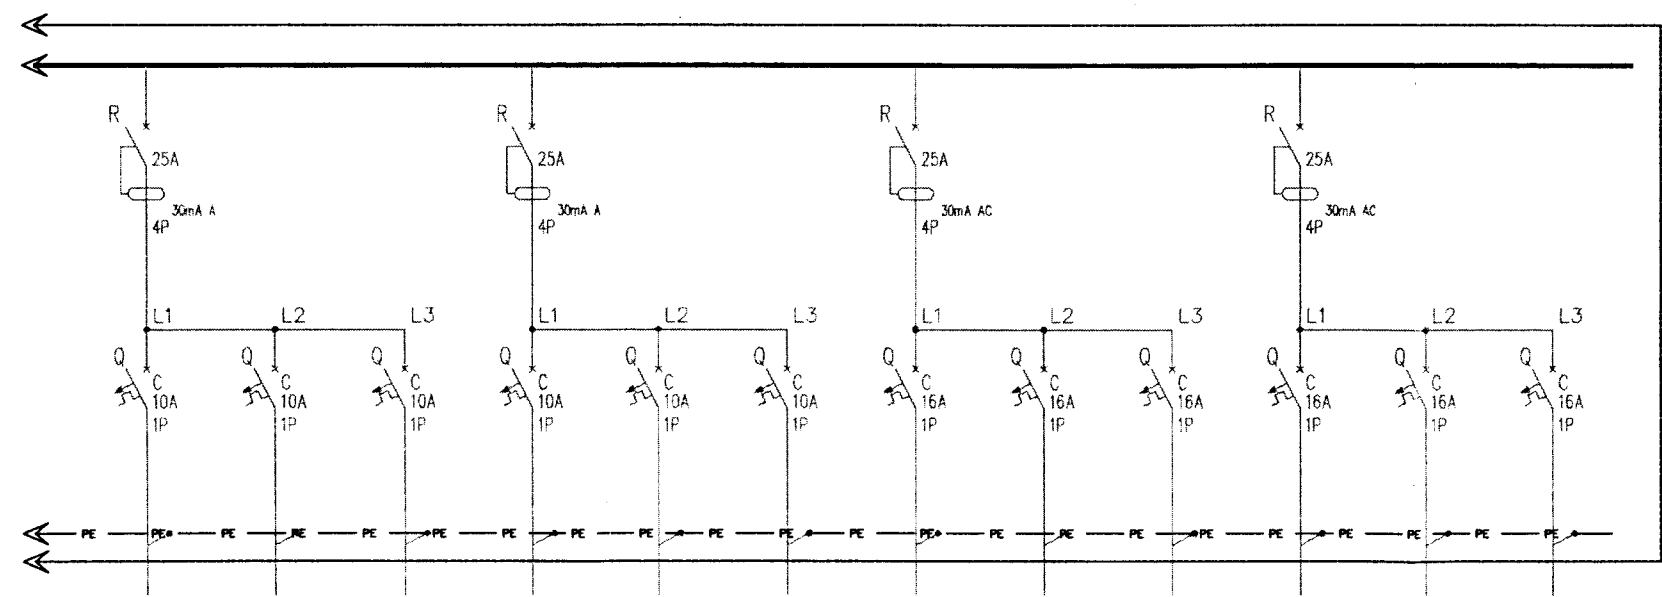 R R R R
25A 25A 25A 25A
30mA A 30mA A 30mA AC 30mA AC
4P 4P 4P 4P
L1 L2 L3 L1 L2 L3 L1 L2 L3 L1 L2 L3
Q Q Q Q Q Q Q Q Q Q Q Q
C C C C C C C C C C C C
10A 10A 10A 10A 10A 10A 16A 16A 16A 16A 16A 16A
1P 1P 1P 1P 1P 1P 1P 1P 1P 1P 1P 1P
PE PE PE PE PE PE PE PE PE PE PE PE PE PE PE PE PE PE PE PE PE PE